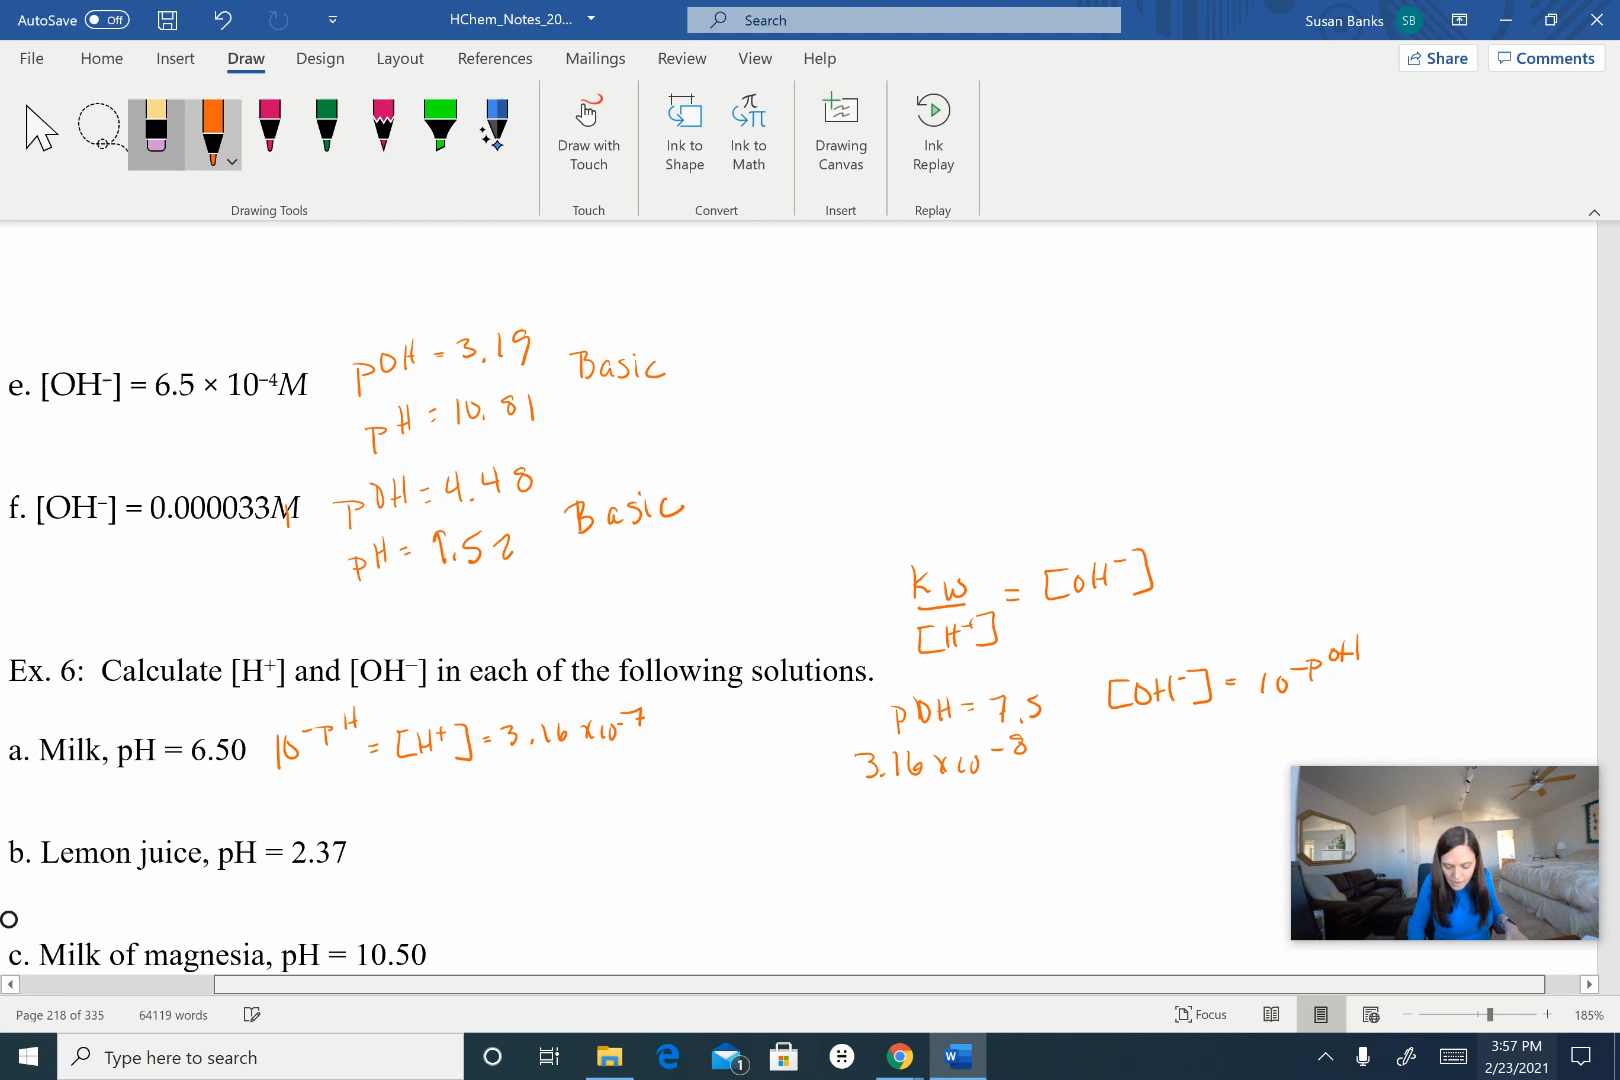 AutoSave Off HChem_Notes_20... Search Susan Banks SB
File Home Insert Draw Design Layout References Mailings Review View Help Share Comments
Draw with Touch
Ink to Shape
Ink to Math
Drawing Canvas
Ink Replay
Drawing Tools Touch Convert Insert Replay
e. [OH⁻] = 6.5 × 10⁻⁴M pOH = 3.19 Basic
pH = 10.81
f. [OH⁻] = 0.000033M pOH = 4.48 Basic
pH = 9.52
Kw/[H⁺] = [OH⁻]
Ex. 6: Calculate [H⁺] and [OH⁻] in each of the following solutions.
pOH = 7.5 [OH⁻] = 10^-pOH
a. Milk, pH = 6.50 10^-pH = [H⁺] = 3.16 x10⁻⁷
3.16 x 10⁻⁸
b. Lemon juice, pH = 2.37
c. Milk of magnesia, pH = 10.50
Page 218 of 335 64119 words Focus 185%
Type here to search 1 3:57 PM
2/23/2021